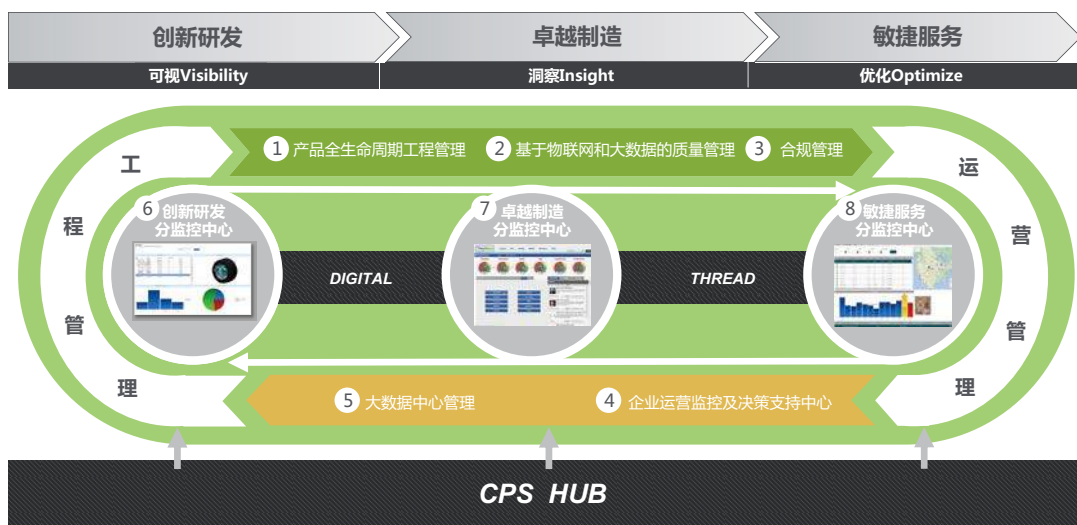 创新研发
卓越制造
敏捷服务
可视Visibility
洞察Insight
优化Optimize
1 产品全生命周期工程管理
2 基于物联网和大数据的质量管理
3 合规管理
工
程
管
理
运
营
管
理
6 创新研发
分监控中心
7 卓越制造
分监控中心
8 敏捷服务
分监控中心
DIGITAL
THREAD
5 大数据中心管理
4 企业运营监控及决策支持中心
CPS HUB